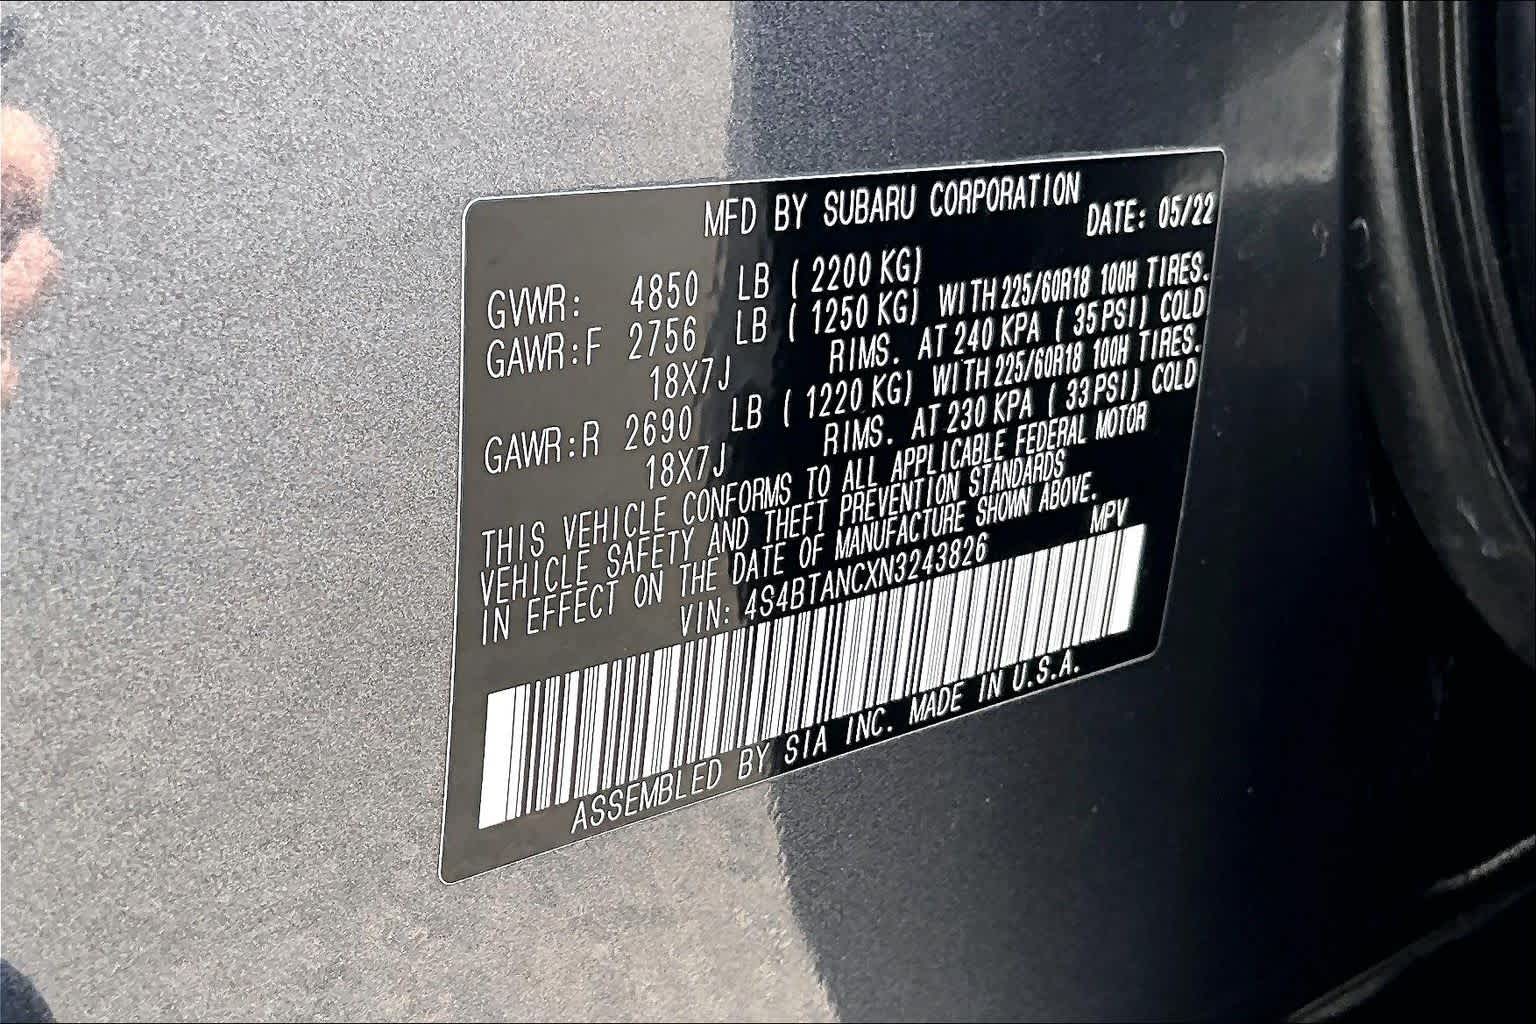 MFD BY SUBARU CORPORATION
DATE: 05/22
GVWR: 4850 LB ( 2200 KG)
GAWR:F 2756 LB ( 1250 KG) WITH 225/60R18 100H TIRES.
18X7J RIMS. AT 240 KPA ( 35 PSI) COLD
GAWR:R 2690 LB ( 1220 KG) WITH 225/60R18 100H TIRES.
18X7J RIMS. AT 230 KPA ( 33 PSI) COLD
THIS VEHICLE CONFORMS TO ALL APPLICABLE FEDERAL MOTOR
VEHICLE SAFETY AND THEFT PREVENTION STANDARDS
IN EFFECT ON THE DATE OF MANUFACTURE SHOWN ABOVE.
VIN: 4S4BTANCXN3243826 MPV
ASSEMBLED BY SIA INC. MADE IN U.S.A.